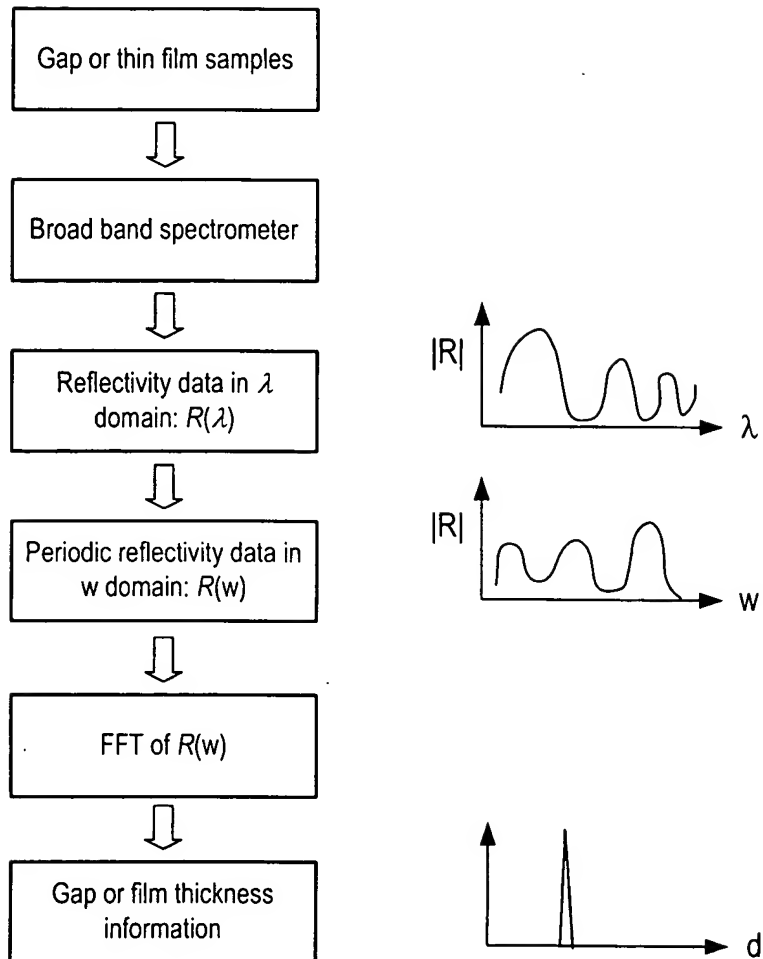 Gap or thin film samples
Broad band spectrometer
Reflectivity data in λ
domain: R(λ)
|R|
λ
Periodic reflectivity data in
w domain: R(w)
|R|
w
FFT of R(w)
Gap or film thickness
information
d